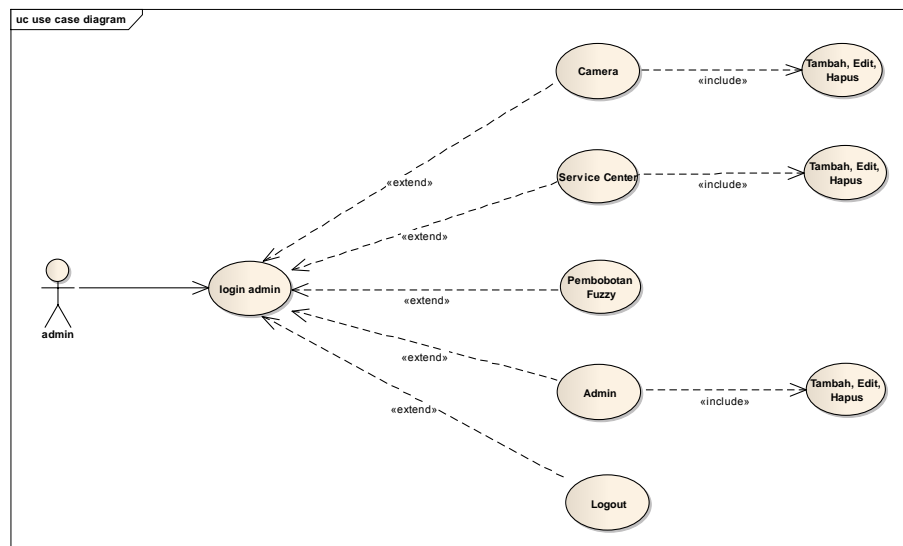 uc use case diagram
Camera
«include»
Tambah, Edit,
Hapus
«extend»
Service Center
«include»
Tambah, Edit,
Hapus
«extend»
admin
login admin
Pembobotan
Fuzzy
«extend»
«extend»
Admin
«include»
Tambah, Edit,
Hapus
«extend»
Logout